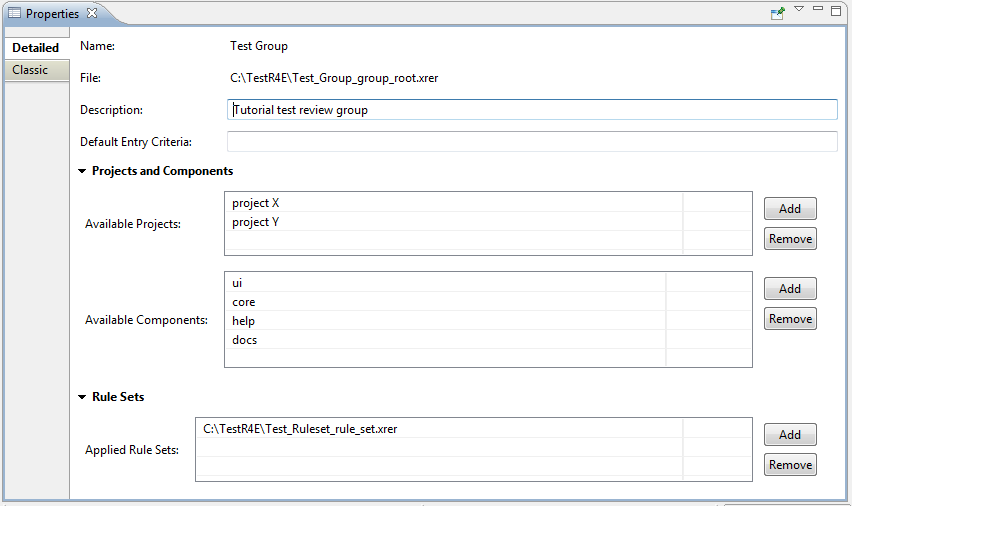 Properties
Detailed
Classic
Name: Test Group
File: C:\TestR4E\Test_Group_group_root.xrer
Description: Tutorial test review group
Default Entry Criteria:
Projects and Components
Available Projects:
project X
project Y
Add
Remove
Available Components:
ui
core
help
docs
Add
Remove
Rule Sets
Applied Rule Sets:
C:\TestR4E\Test_Ruleset_rule_set.xrer
Add
Remove